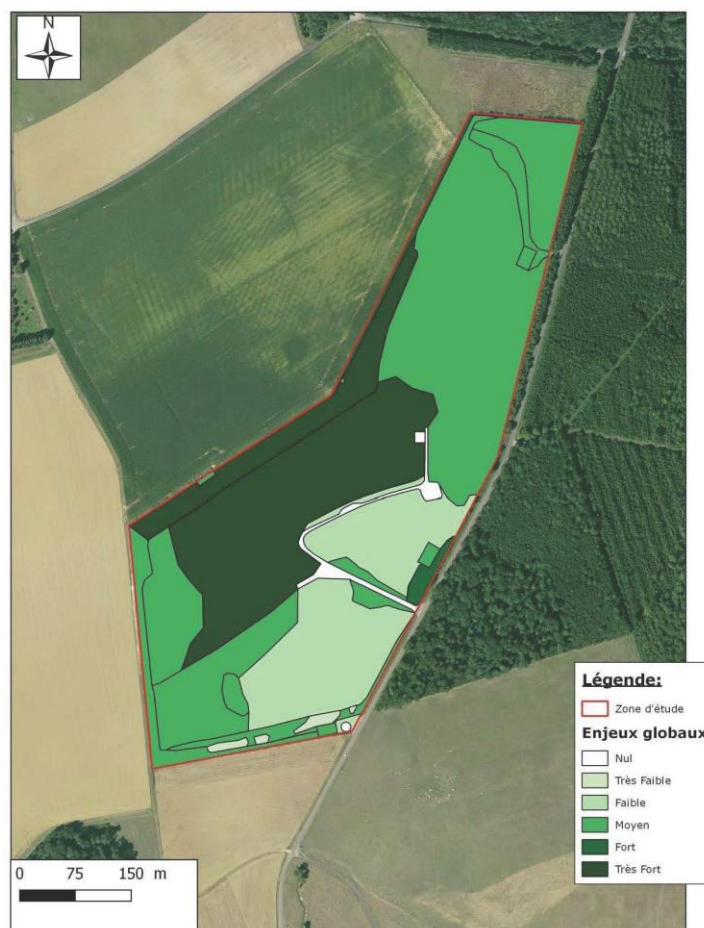 N
Légende:
Zone d'étude
Enjeux globaux
Nul
Très Faible
Faible
Moyen
Fort
Très Fort
0 75 150 m